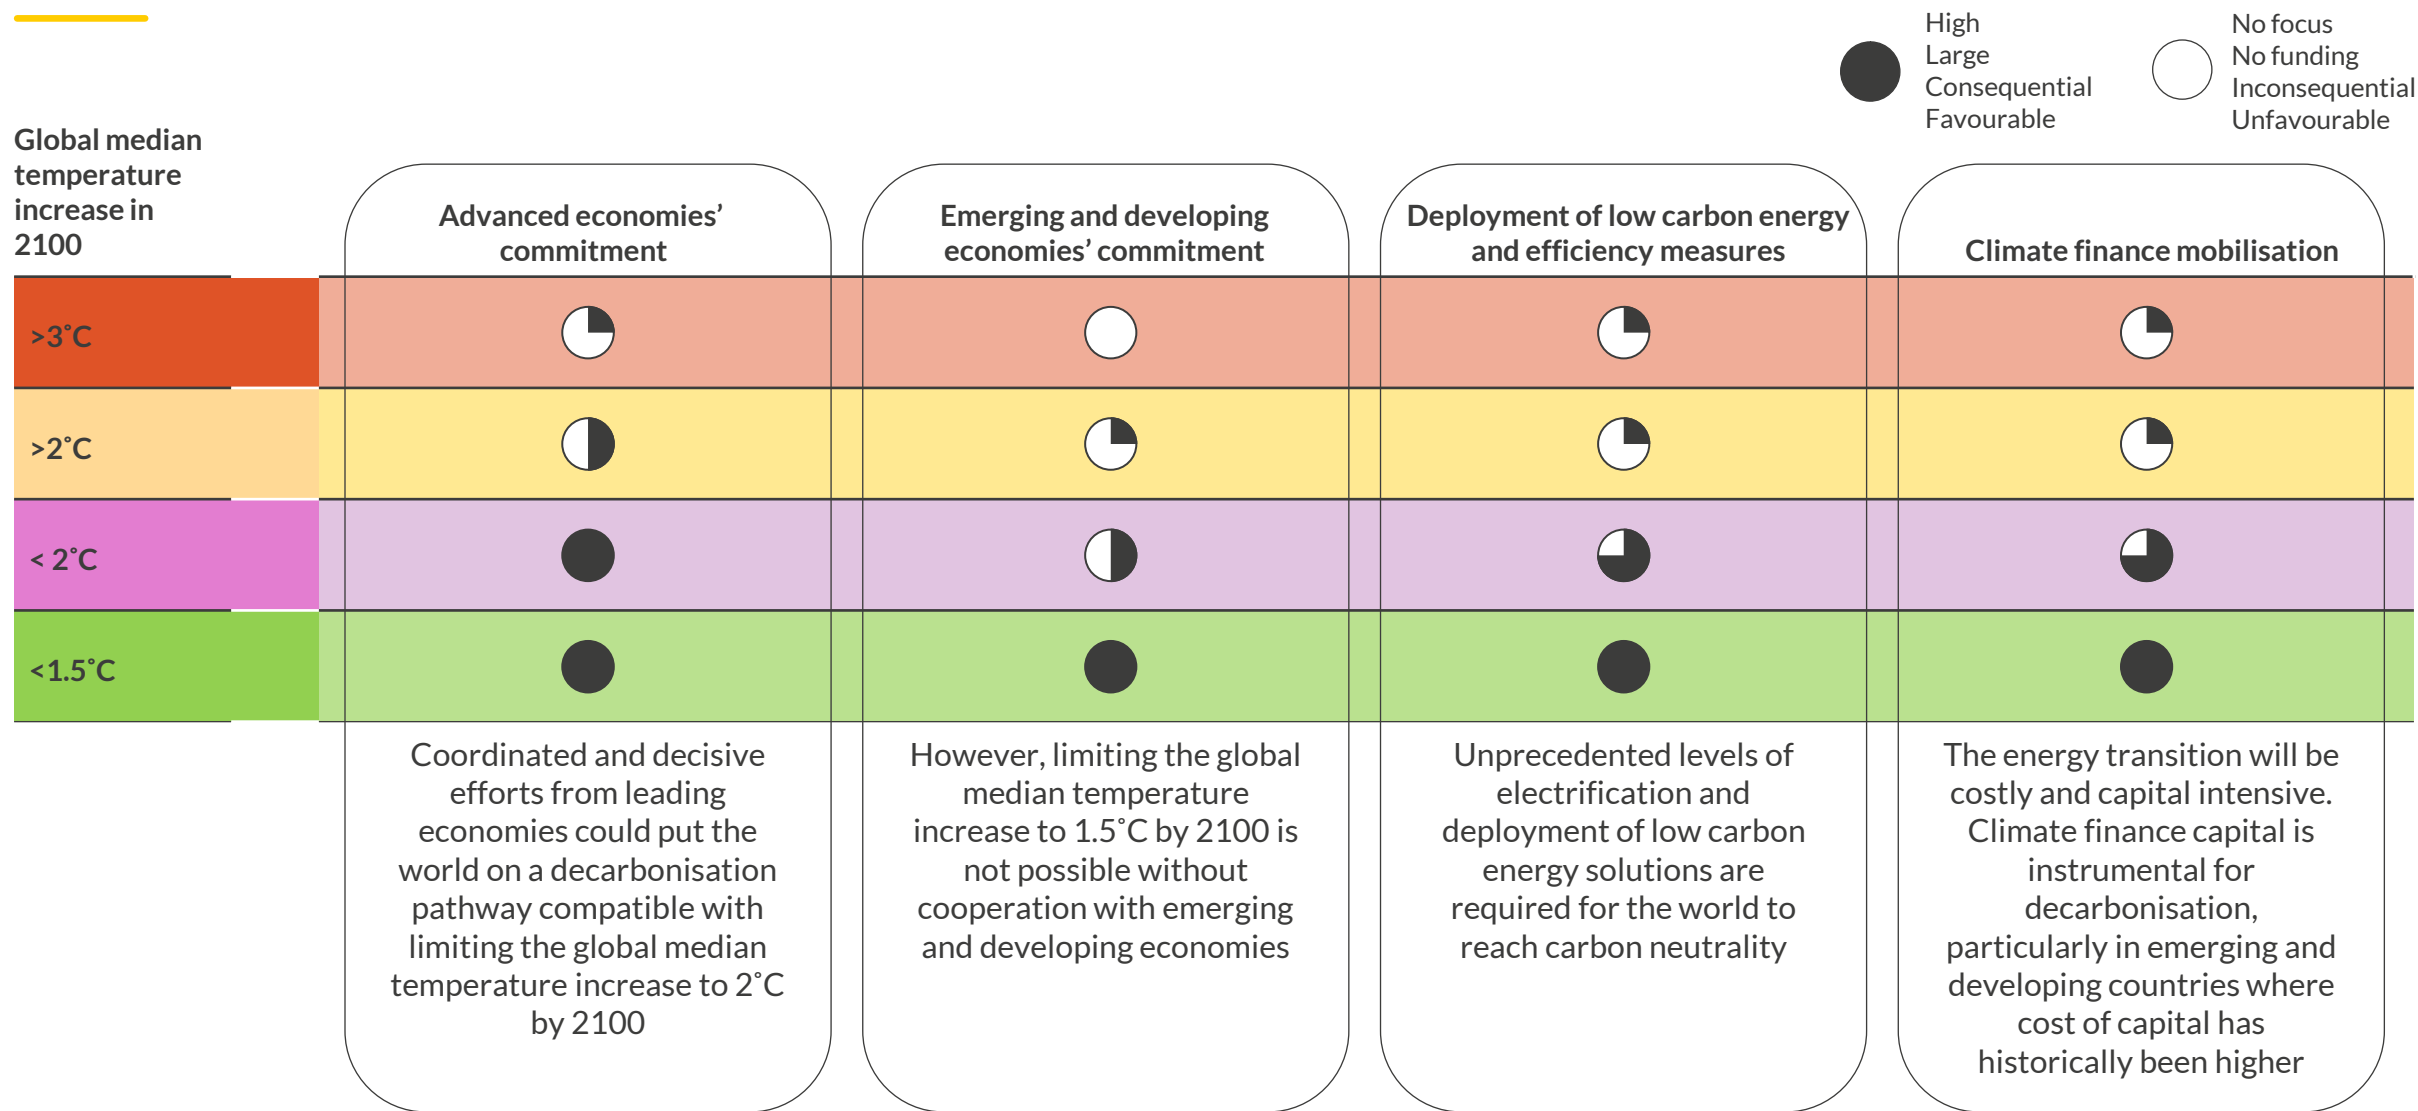 High
Large
Consequential
Favourable
No focus
No funding
Inconsequential
Unfavourable
Global median
temperature
increase in
2100
Advanced economies’
commitment
Emerging and developing
economies’ commitment
Deployment of low carbon energy
and efficiency measures
Climate finance mobilisation
>3˚C
>2˚C
< 2˚C
<1.5˚C
Coordinated and decisive
efforts from leading
economies could put the
world on a decarbonisation
pathway compatible with
limiting the global median
temperature increase to 2˚C
by 2100
However, limiting the global
median temperature
increase to 1.5˚C by 2100 is
not possible without
cooperation with emerging
and developing economies
Unprecedented levels of
electrification and
deployment of low carbon
energy solutions are
required for the world to
reach carbon neutrality
The energy transition will be
costly and capital intensive.
Climate finance capital is
instrumental for
decarbonisation,
particularly in emerging and
developing countries where
cost of capital has
historically been higher